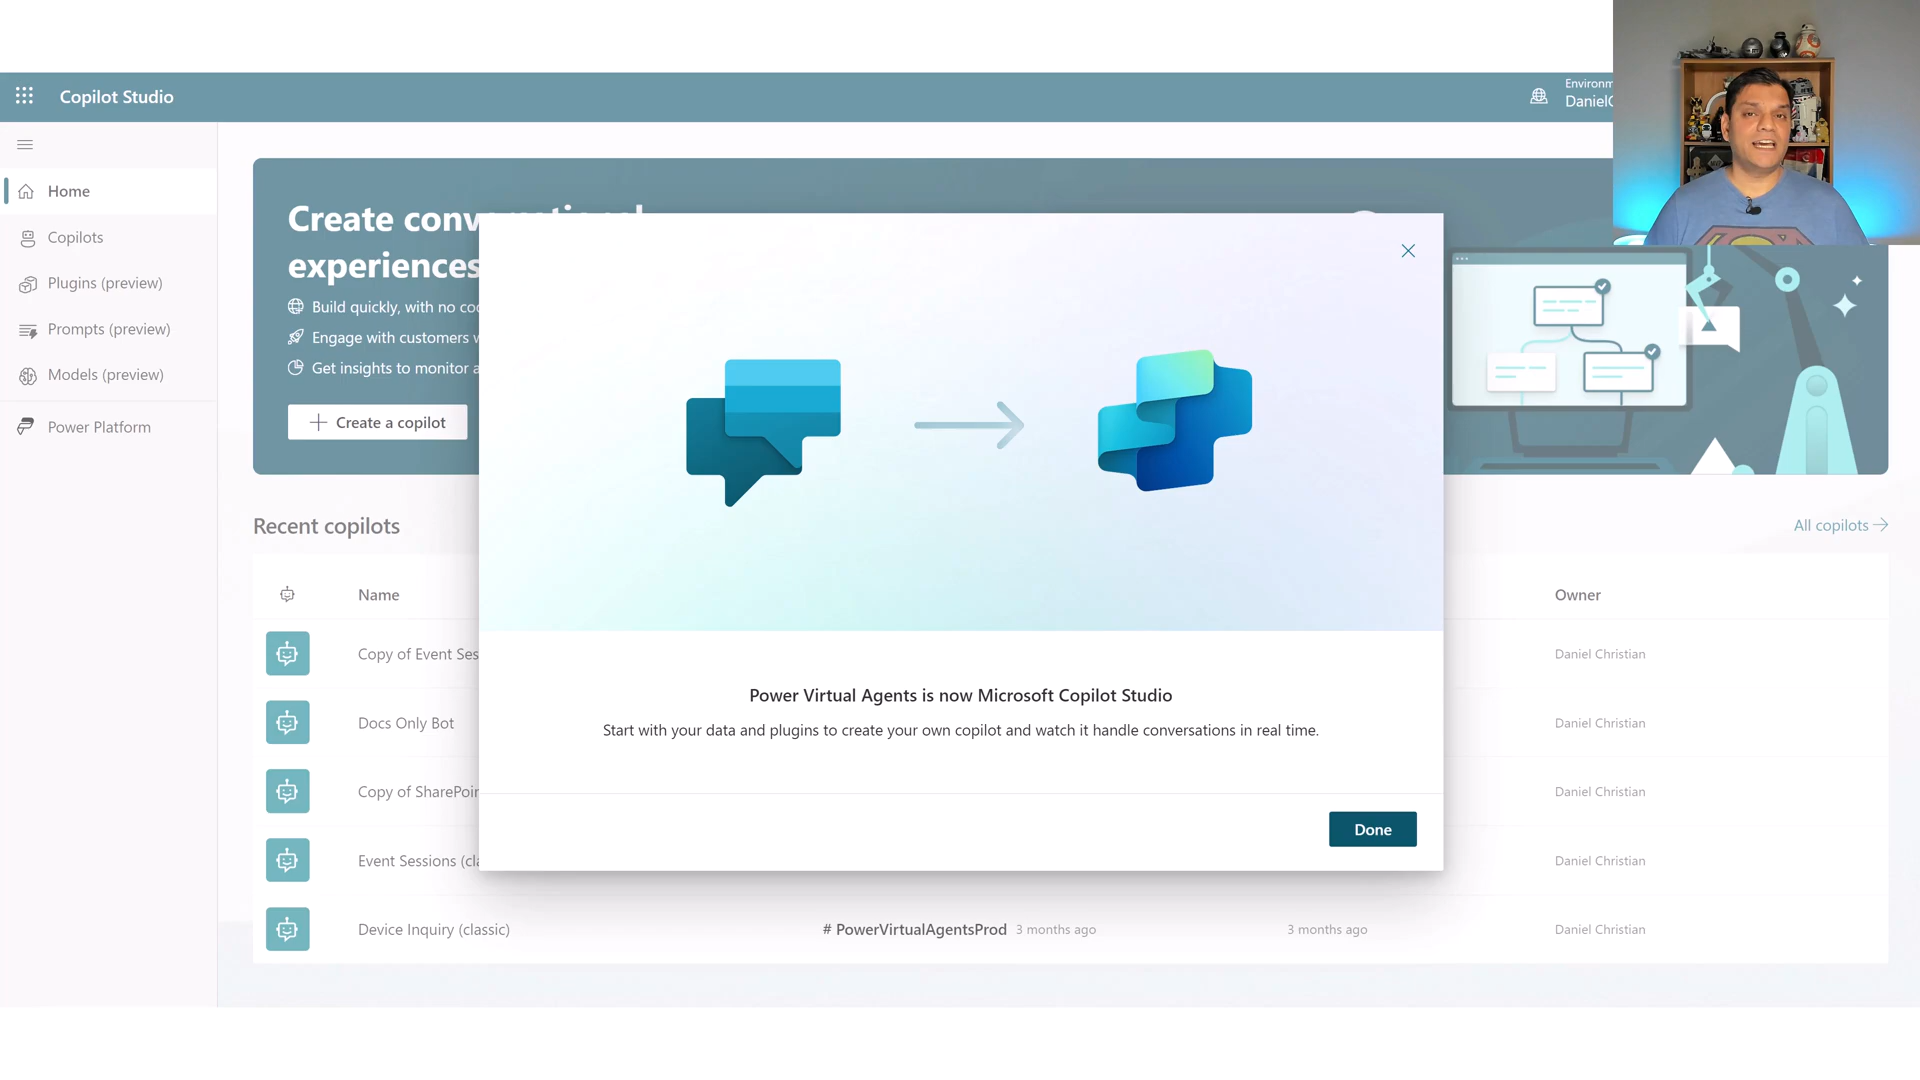 Copilot Studio
Environm
DanielC
Home
Copilots
Plugins (preview)
Prompts (preview)
Models (preview)
Power Platform
Create conv
experiences
Build quickly, with no co
Engage with customers w
Get insights to monitor a
Create a copilot
Power Virtual Agents is now Microsoft Copilot Studio
Start with your data and plugins to create your own copilot and watch it handle conversations in real time.
Done
Recent copilots
All copilots
Name
Owner
Copy of Event Ses
Daniel Christian
Docs Only Bot
Daniel Christian
Copy of SharePoin
Daniel Christian
Event Sessions (cla
Daniel Christian
Device Inquiry (classic)
# PowerVirtualAgentsProd 3 months ago
3 months ago
Daniel Christian